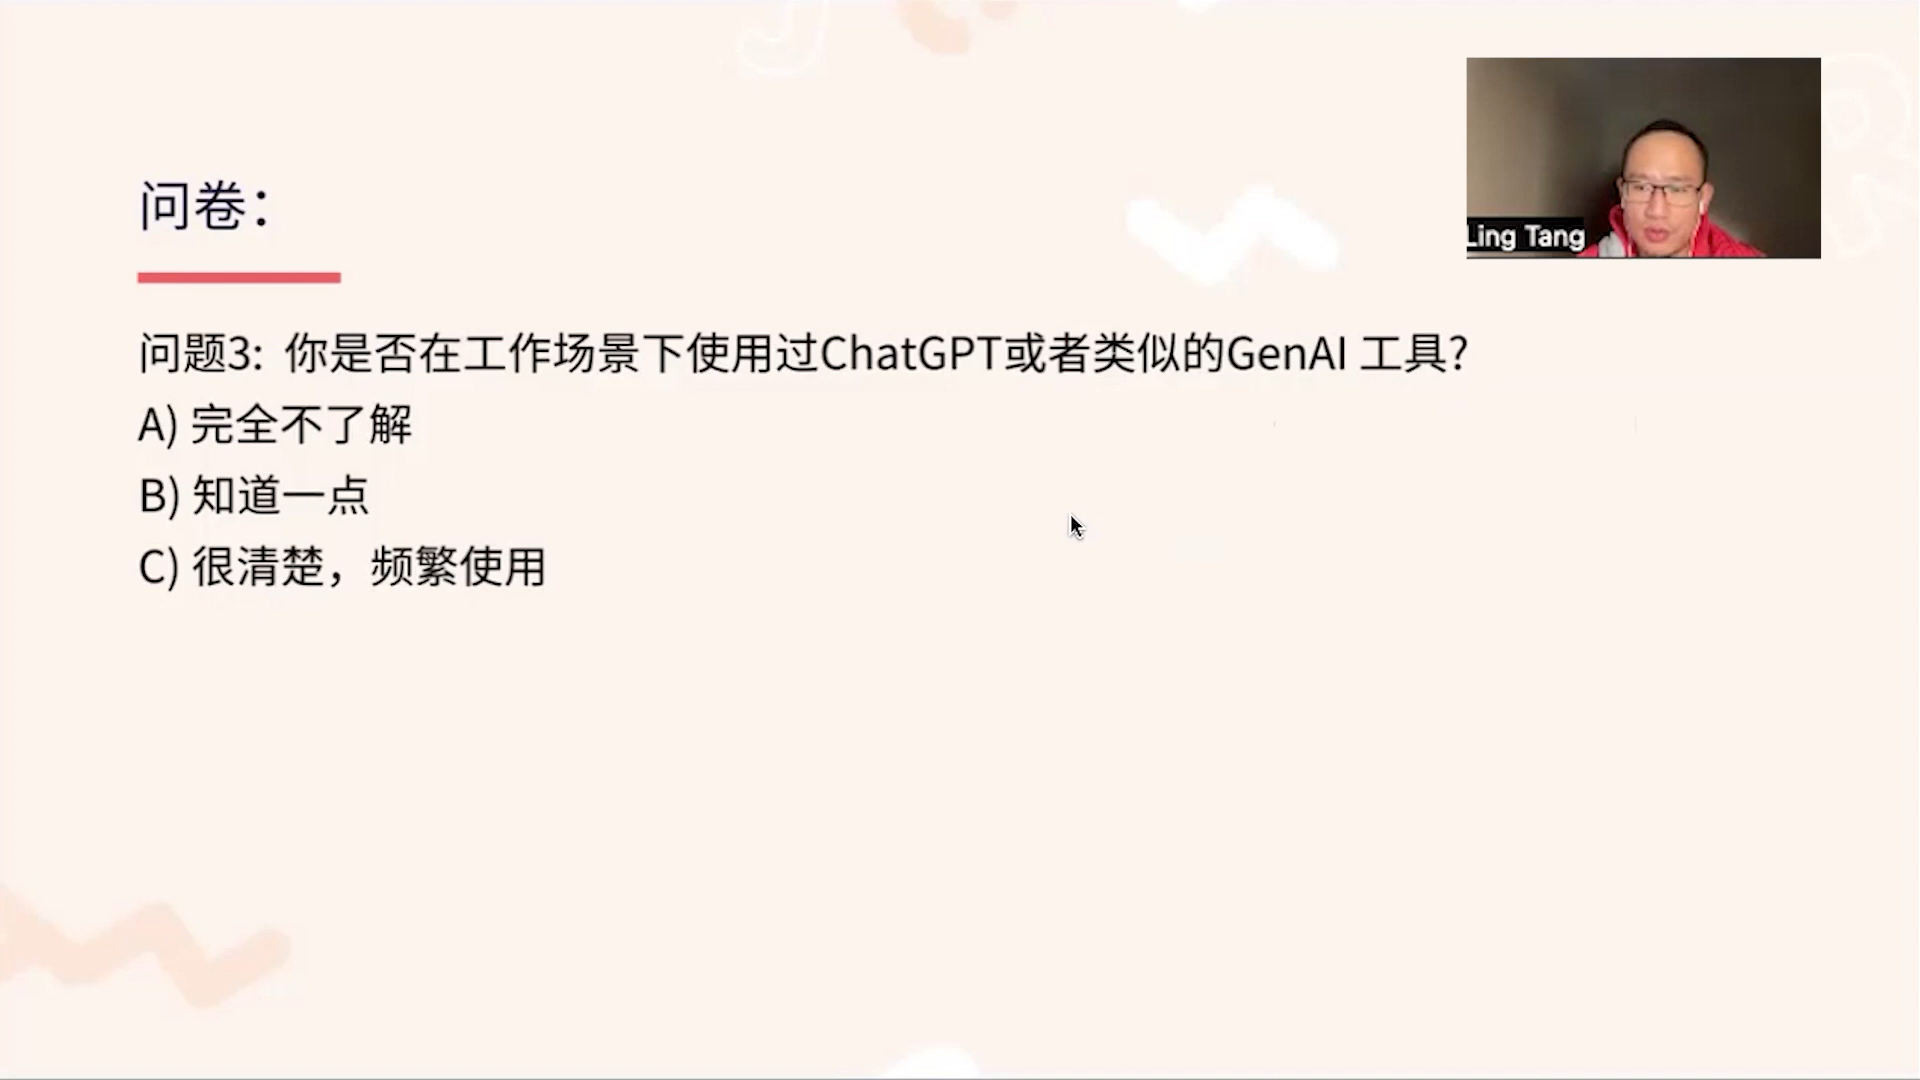 问卷：
Ling Tang
问题3: 你是否在工作场景下使用过ChatGPT或者类似的GenAI 工具?
A) 完全不了解
B) 知道一点
C) 很清楚，频繁使用